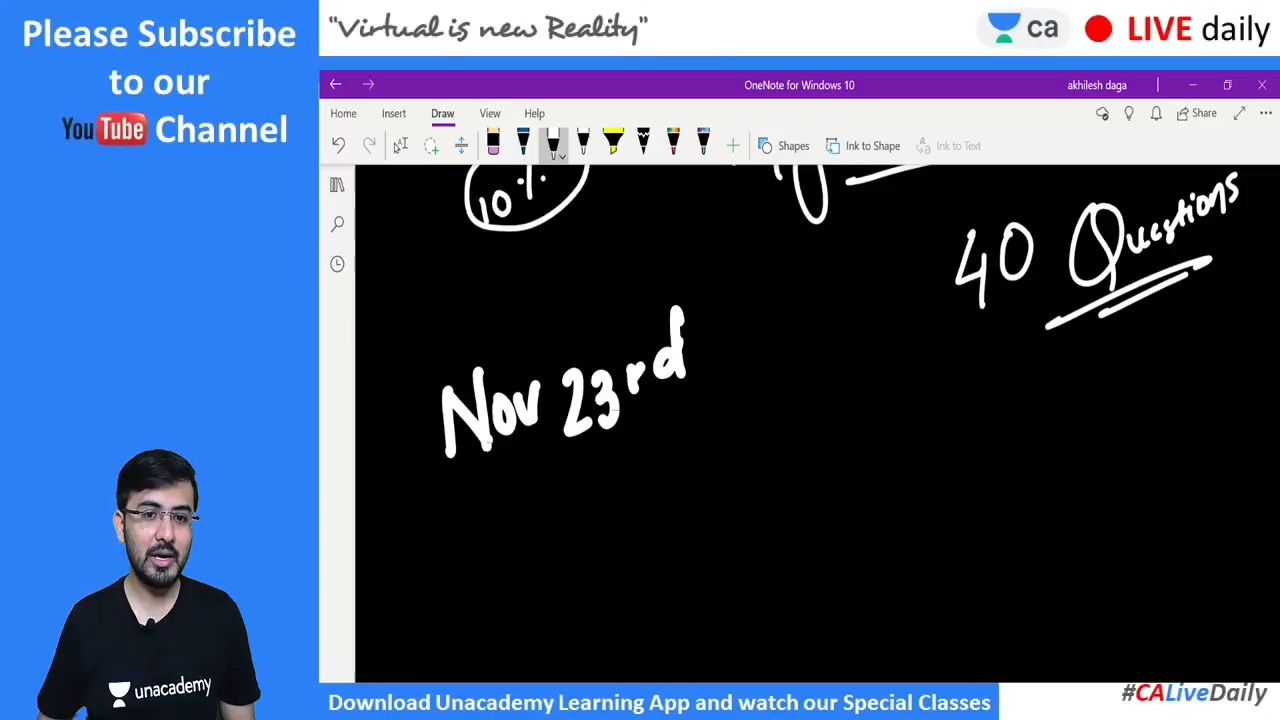 Please Subscribe
to our
YouTube Channel
"Virtual is new Reality"
ca
LIVE daily
OneNote for Windows 10
akhilesh daga
Home Insert Draw View Help
Share
Shapes Ink to Shape Ink to Text
10%
40 Questions
Nov 23rd
unacademy
Download Unacademy Learning App and watch our Special Classes
#CALiveDaily